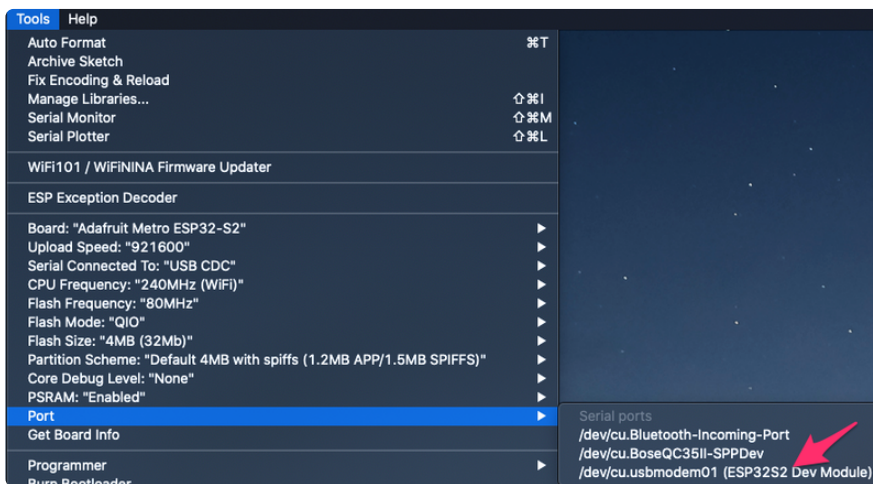 Tools Help
Auto Format ⌘T
Archive Sketch
Fix Encoding & Reload
Manage Libraries... ⇧⌘I
Serial Monitor ⇧⌘M
Serial Plotter ⇧⌘L
WiFi101 / WiFiNINA Firmware Updater
ESP Exception Decoder
Board: "Adafruit Metro ESP32-S2"
Upload Speed: "921600"
Serial Connected To: "USB CDC"
CPU Frequency: "240MHz (WiFi)"
Flash Frequency: "80MHz"
Flash Mode: "QIO"
Flash Size: "4MB (32Mb)"
Partition Scheme: "Default 4MB with spiffs (1.2MB APP/1.5MB SPIFFS)"
Core Debug Level: "None"
PSRAM: "Enabled"
Port
Get Board Info
Programmer
Burn Bootloader
Serial ports
/dev/cu.Bluetooth-Incoming-Port
/dev/cu.BoseQC35II-SPPDev
/dev/cu.usbmodem01 (ESP32S2 Dev Module)